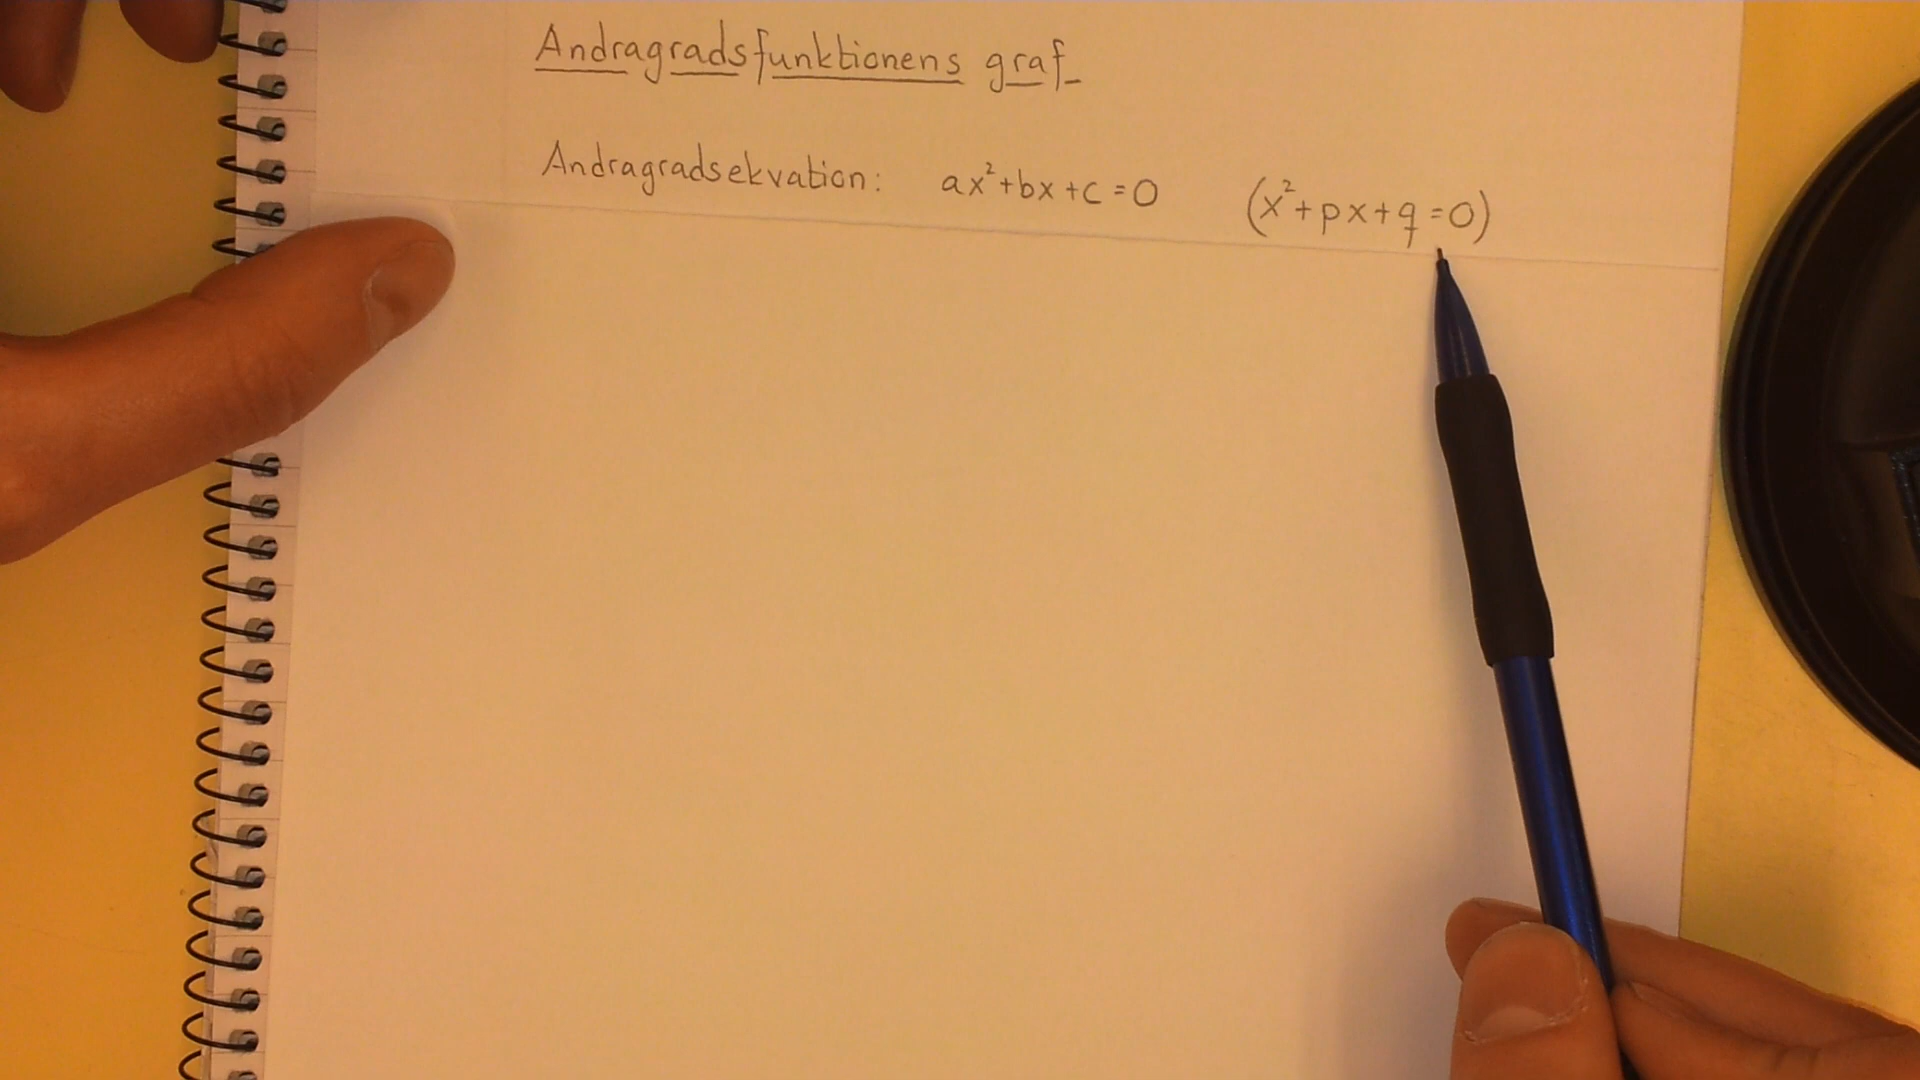 Andragradsfunktionens graf
Andragradsekvation: ax²+bx+c=0 (x²+px+q=0)